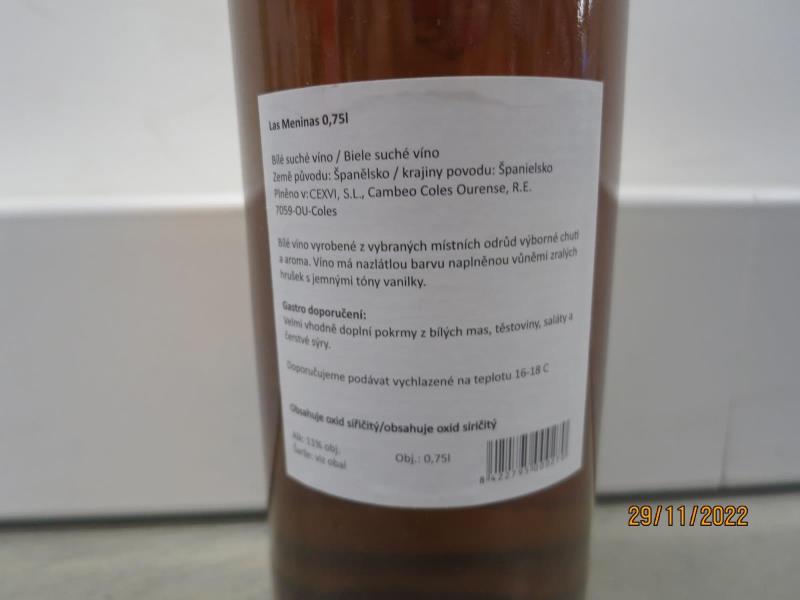 Las Meninas 0,75l
Bílé suché víno / Biele suché víno
Země původu: Španělsko / krajiny povodu: Španielsko
Plněno v: CEXVI, S.L., Cambeo Coles Ourense, R.E.
7059-OU-Coles
Bílé víno vyrobené z vybraných místních odrůd výborné chuti
a aroma. Víno má nazlátlou barvu naplněnou vůněmi zralých
hrušek s jemnými tóny vanilky.
Gastro doporučení:
Velmi vhodně doplní pokrmy z bílých mas, těstoviny, saláty a
čerstvé sýry.
Doporučujeme podávat vychlazené na teplotu 16-18 C
Obsahuje oxid siřičitý/obsahuje oxid siričitý
Alk: 11% obj.
Šarže: viz obal
Obj.: 0,75l
29/11/2022